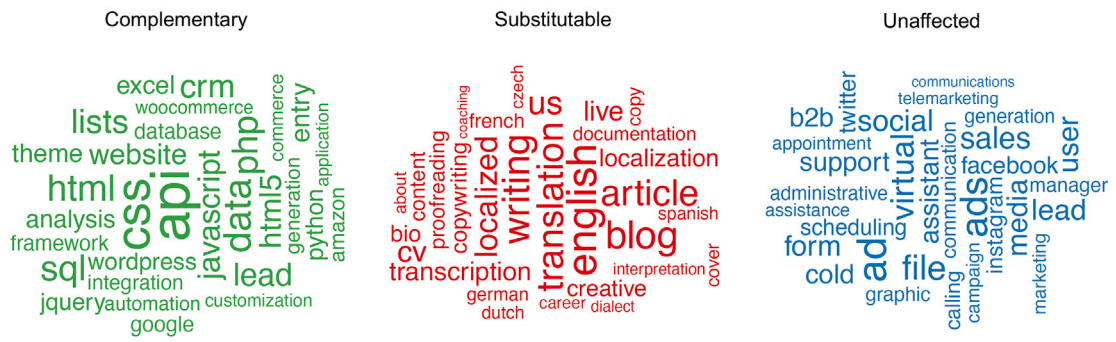 Complementary
excel
crm
woocommerce
commerce
entry
lists
database
php
application
theme
website
html
css
api
javascript
data
html5
generation
python
amazon
analysis
framework
sql
wordpress
integration
lead
jquery
automation
customization
google
Substitutable
czech
us
live
copy
coaching
french
documentation
about
content
proofreading
copywriting
localized
writing
translation
english
localization
article
spanish
bio
cv
blog
transcription
interpretation
cover
german
creative
career
dialect
dutch
Unaffected
twitter
communications
telemarketing
b2b
social
generation
user
appointment
sales
support
virtual
assistant
communication
facebook
administrative
ads
instagram
media
manager
assistance
lead
scheduling
form
ad
file
cold
graphic
calling
campaign
marketing